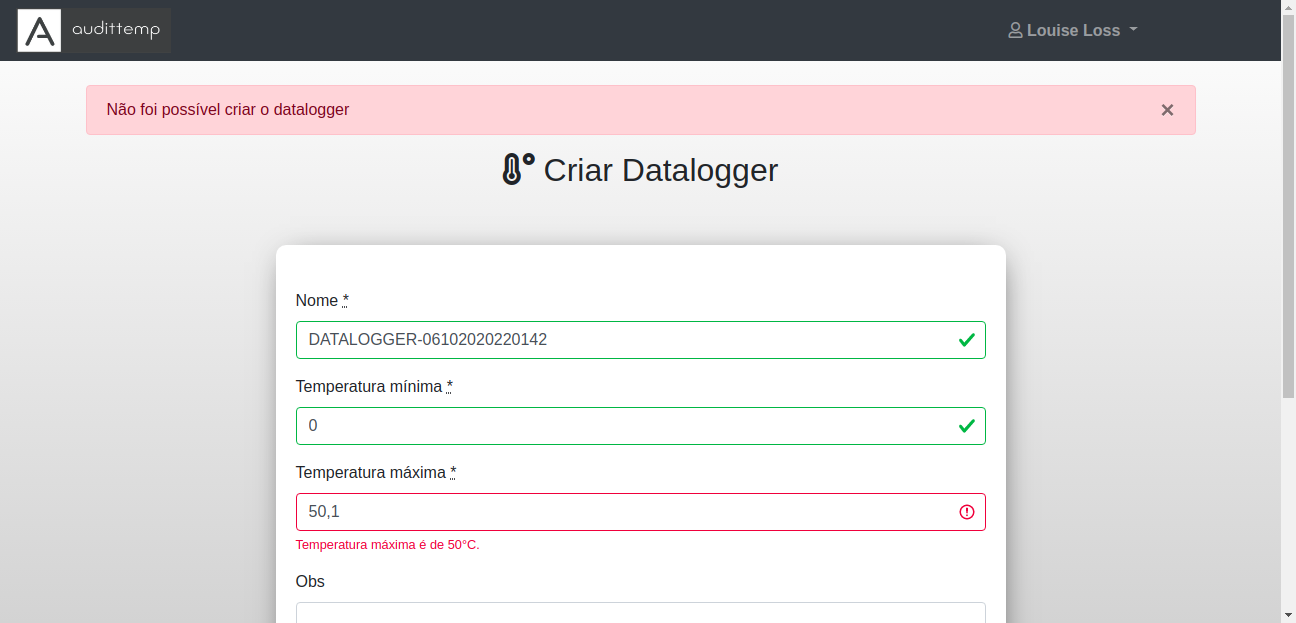 audittemp
Louise Loss
Não foi possível criar o datalogger
×
Criar Datalogger
Nome *
DATALOGGER-06102020220142
Temperatura mínima *
0
Temperatura máxima *
50,1
Temperatura máxima é de 50°C.
Obs